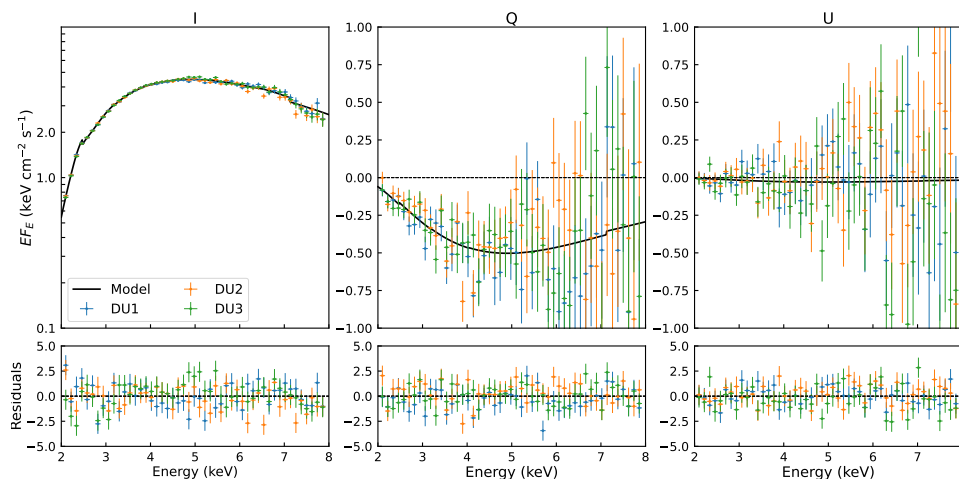 I
Q
U
EF_E (keV cm⁻² s⁻¹)
2.0
1.0
0.1
Model
DU1
DU2
DU3
1.00
0.75
0.50
0.25
0.00
−0.25
−0.50
−0.75
−1.00
1.00
0.75
0.50
0.25
0.00
−0.25
−0.50
−0.75
−1.00
Residuals
5.0
2.5
0.0
−2.5
−5.0
5.0
2.5
0.0
−2.5
−5.0
5.0
2.5
0.0
−2.5
−5.0
2 3 4 5 6 7 8
2 3 4 5 6 7 8
2 3 4 5 6 7
Energy (keV)
Energy (keV)
Energy (keV)